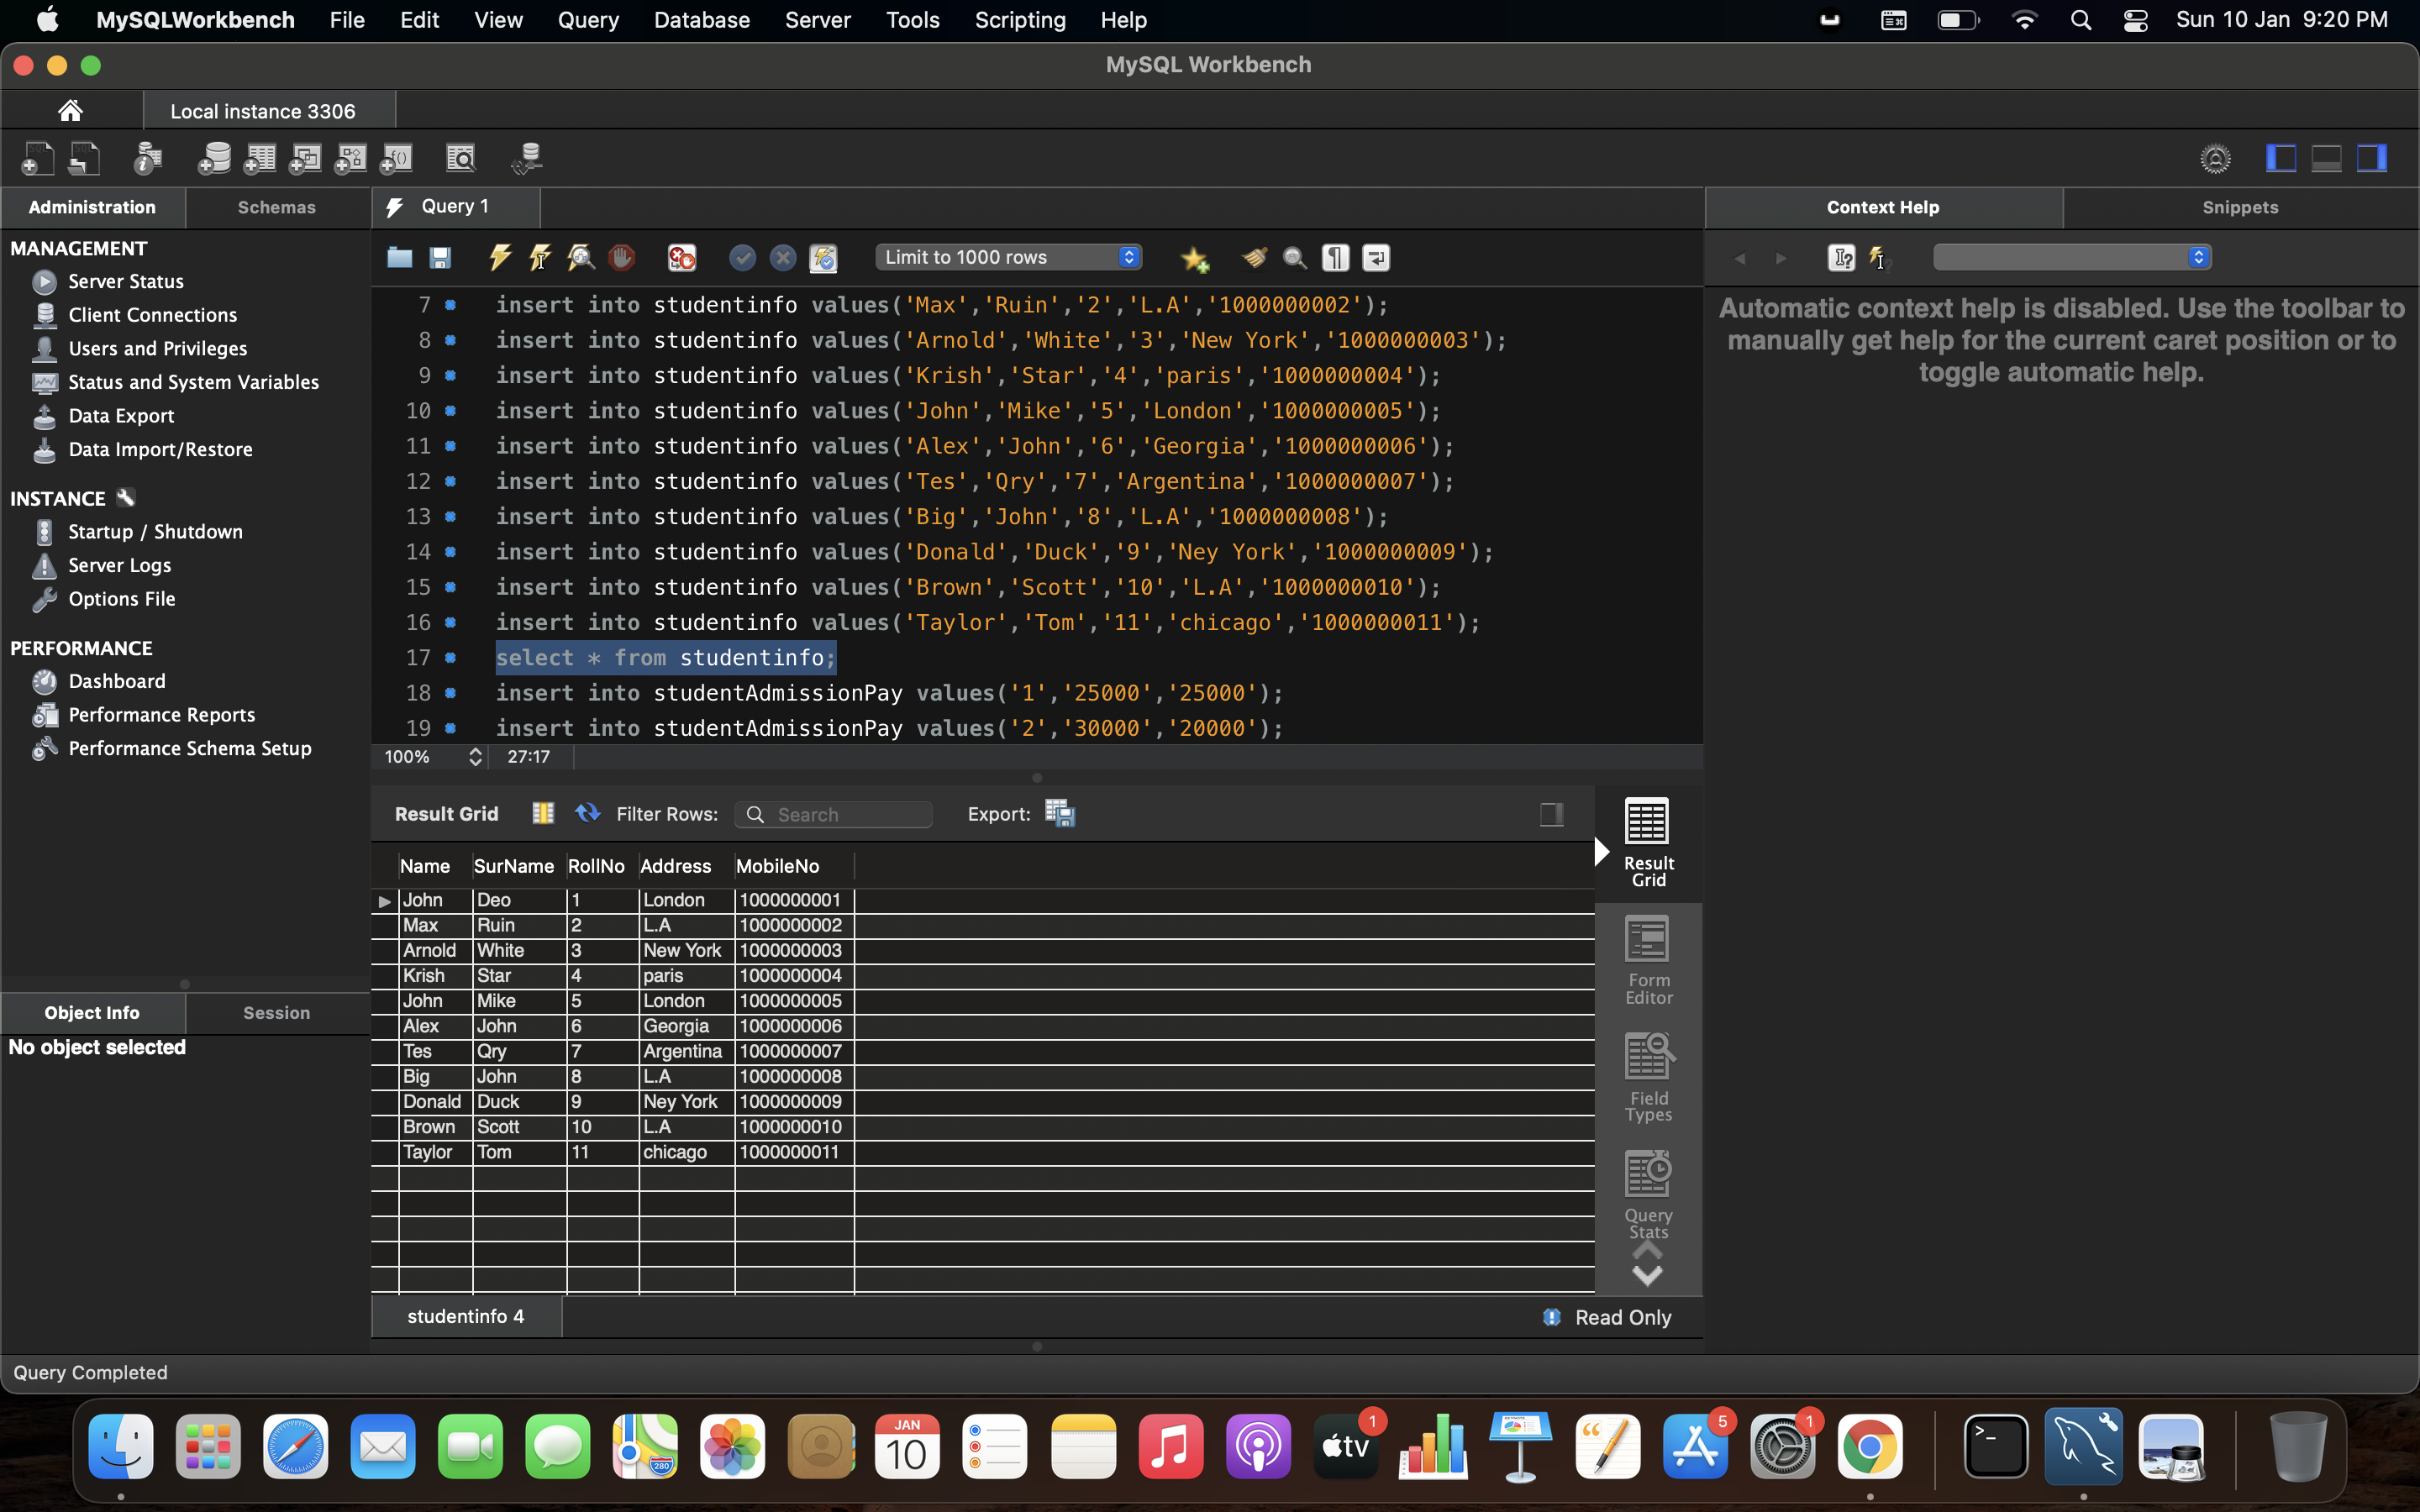 MySQLWorkbench File Edit View Query Database Server Tools Scripting Help Sun 10 Jan 9:20 PM
MySQL Workbench
Local instance 3306
Administration Schemas
MANAGEMENT
Server Status
Client Connections
Users and Privileges
Status and System Variables
Data Export
Data Import/Restore
INSTANCE
Startup / Shutdown
Server Logs
Options File
PERFORMANCE
Dashboard
Performance Reports
Performance Schema Setup
Object Info Session
No object selected
Query 1
Limit to 1000 rows
7 insert into studentinfo values('Max','Ruin','2','L.A','1000000002');
8 insert into studentinfo values('Arnold','White','3','New York','1000000003');
9 insert into studentinfo values('Krish','Star','4','paris','1000000004');
10 insert into studentinfo values('John','Mike','5','London','1000000005');
11 insert into studentinfo values('Alex','John','6','Georgia','1000000006');
12 insert into studentinfo values('Tes','Qry','7','Argentina','1000000007');
13 insert into studentinfo values('Big','John','8','L.A','1000000008');
14 insert into studentinfo values('Donald','Duck','9','Ney York','1000000009');
15 insert into studentinfo values('Brown','Scott','10','L.A','1000000010');
16 insert into studentinfo values('Taylor','Tom','11','chicago','1000000011');
17 select * from studentinfo;
18 insert into studentAdmissionPay values('1','25000','25000');
19 insert into studentAdmissionPay values('2','30000','20000');
100% 27:17
Result Grid Filter Rows: Search Export:
Name SurName RollNo Address MobileNo
John Deo 1 London 1000000001
Max Ruin 2 L.A 1000000002
Arnold White 3 New York 1000000003
Krish Star 4 paris 1000000004
John Mike 5 London 1000000005
Alex John 6 Georgia 1000000006
Tes Qry 7 Argentina 1000000007
Big John 8 L.A 1000000008
Donald Duck 9 Ney York 1000000009
Brown Scott 10 L.A 1000000010
Taylor Tom 11 chicago 1000000011
Result
Grid
Form
Editor
Field
Types
Query
Stats
studentinfo 4 Read Only
Context Help Snippets
Automatic context help is disabled. Use the toolbar to
manually get help for the current caret position or to
toggle automatic help.
Query Completed
JAN
10
280
tv
1
5
1